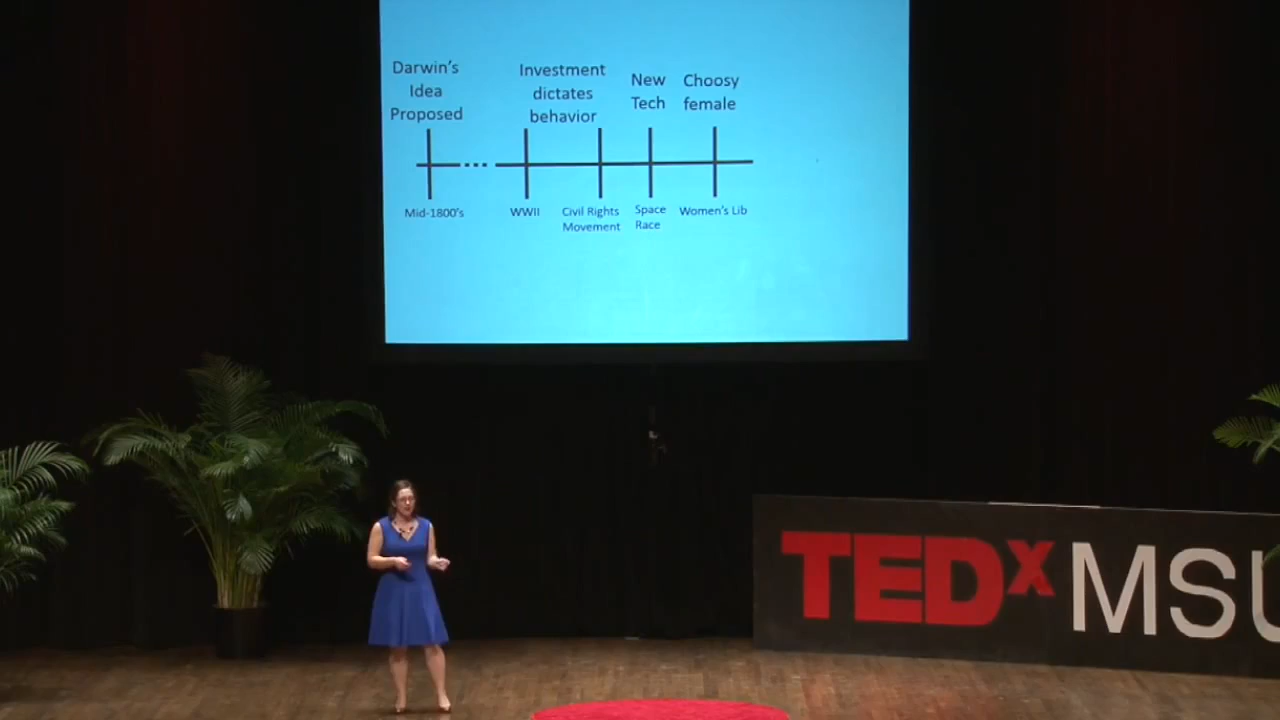 Darwin's
Idea
Proposed
Investment
dictates
behavior
New
Tech
Choosy
female
Mid-1800's
WWII
Civil Rights
Movement
Space
Race
Women's Lib
TEDx MSU